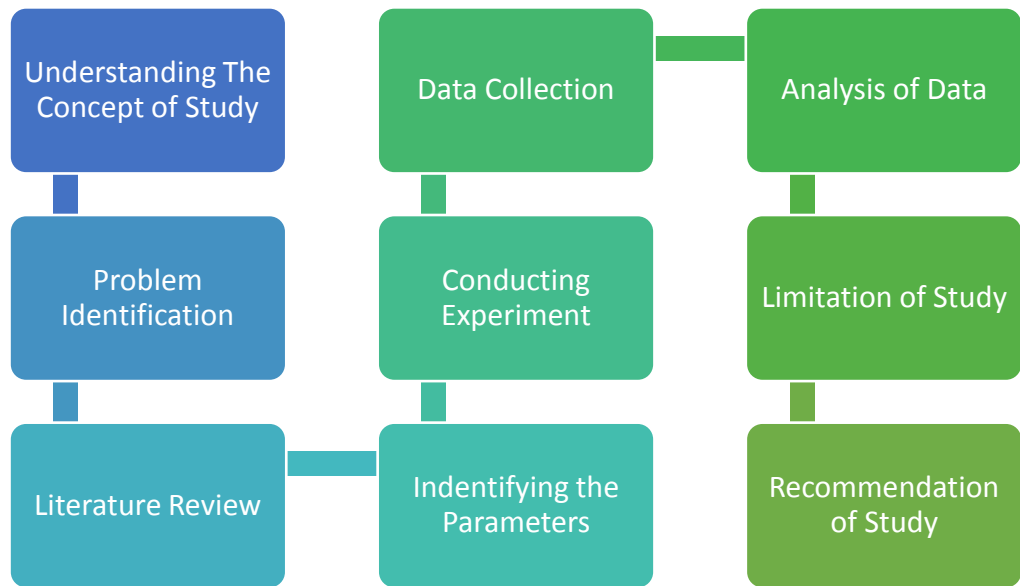 Understanding The
Concept of Study
Problem
Identification
Literature Review
Indentifying the
Parameters
Conducting
Experiment
Data Collection
Analysis of Data
Limitation of Study
Recommendation
of Study